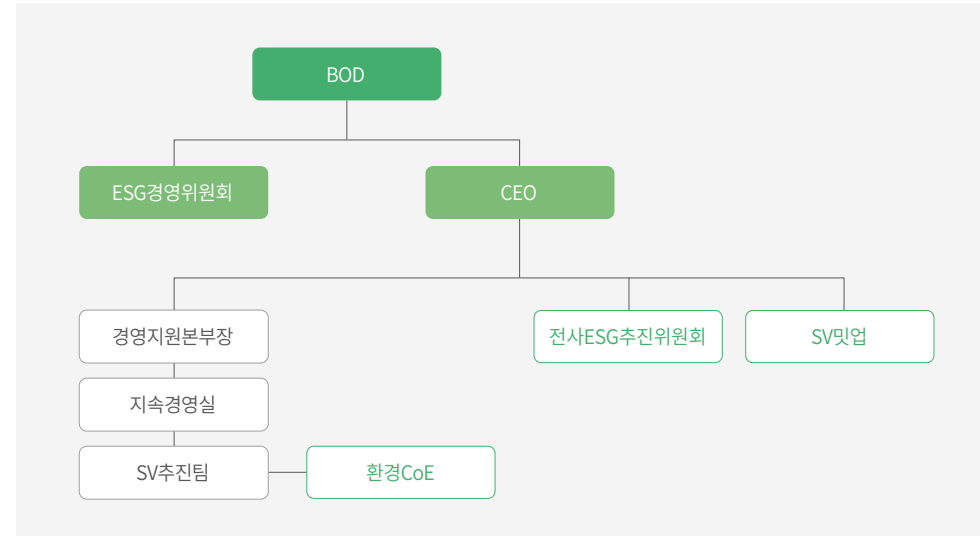 BOD
ESG경영위원회
CEO
경영지원본부장
전사ESG추진위원회
SV밋업
지속경영실
SV추진팀
환경CoE